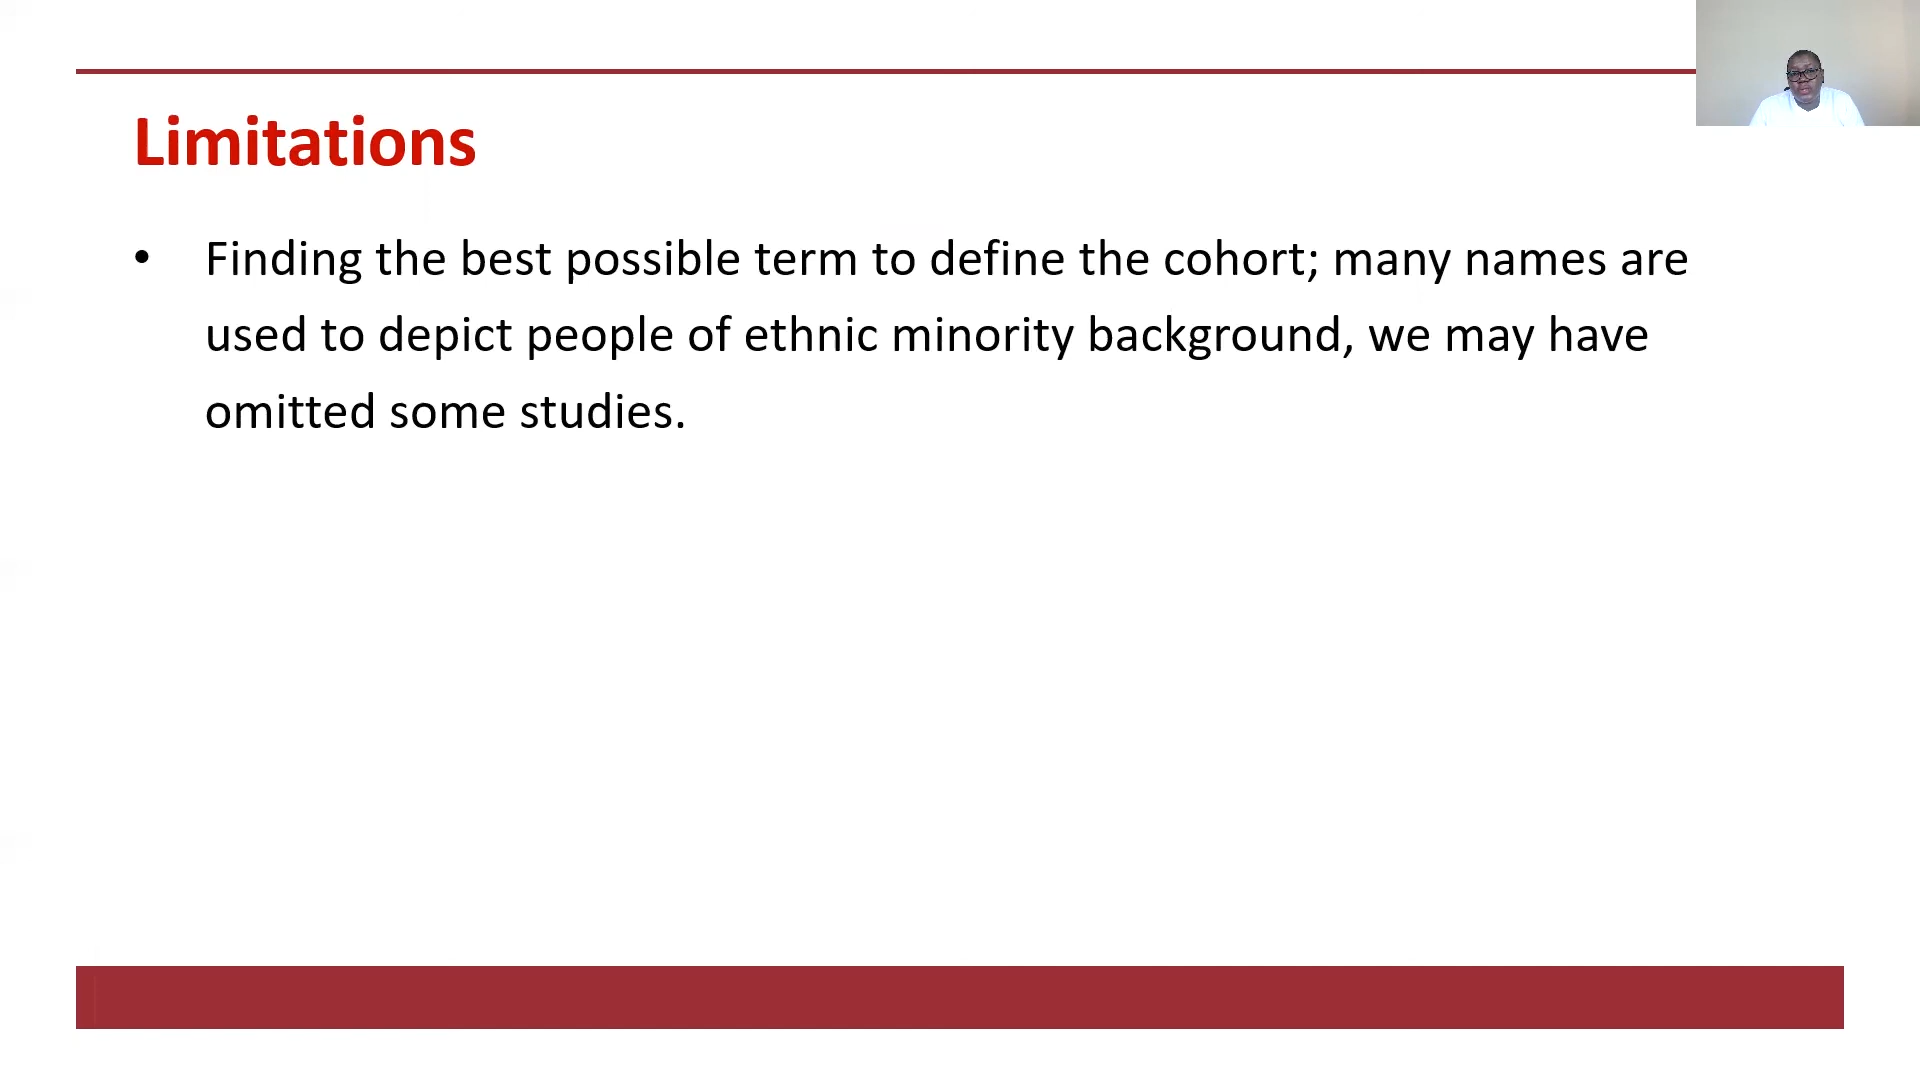 Limitations
• Finding the best possible term to define the cohort; many names are
used to depict people of ethnic minority background, we may have
omitted some studies.